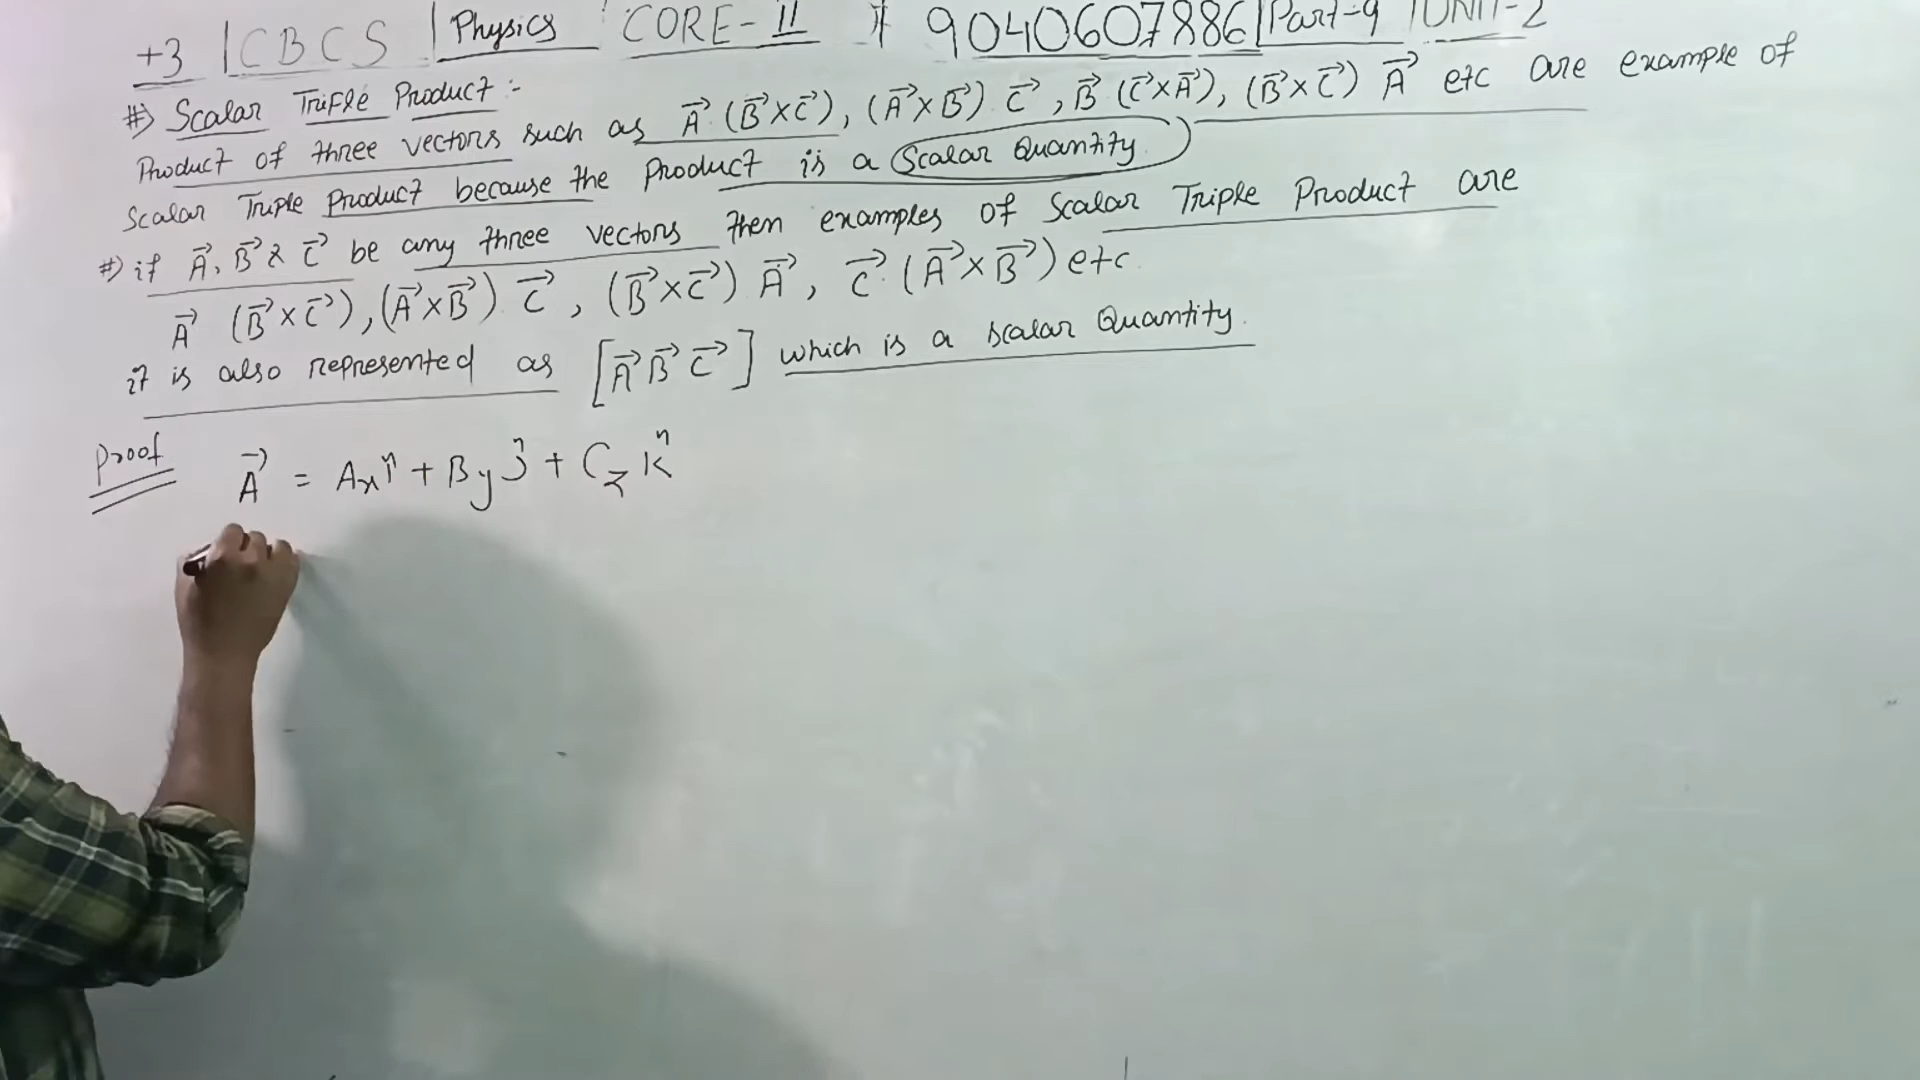 +3 | CBCS | Physics CORE-II | 9040607886 | Part-9 | UNIT-2
#) Scalar Trifle Product :-
Product of three vectors such as A⃗ (B⃗×C⃗), (A⃗×B⃗) C⃗, B⃗ (C⃗×A⃗), (B⃗×C⃗) A⃗ etc are example of
Scalar Triple Product because the Product is a Scalar Quantity
#) if A⃗, B⃗ & C⃗ be any three vectors then examples of Scalar Triple Product are
A⃗ (B⃗×C⃗), (A⃗×B⃗) C⃗, (B⃗×C⃗) A⃗, C⃗. (A⃗×B⃗) etc
it is also represented as [A⃗ B⃗ C⃗] which is a scalar Quantity.
Proof A⃗ = Aₓî + Byĵ + Czk̂